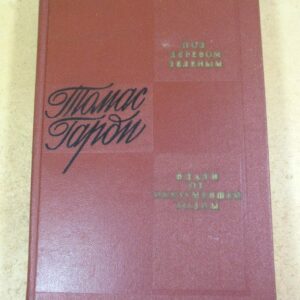 Томас
Гарди
ПОД
ДЕРЕВОМ
ЗЕЛЕНЫМ
ВДАЛИ
ОТ
ОБЕЗУМЕВШЕЙ
ТОЛПЫ